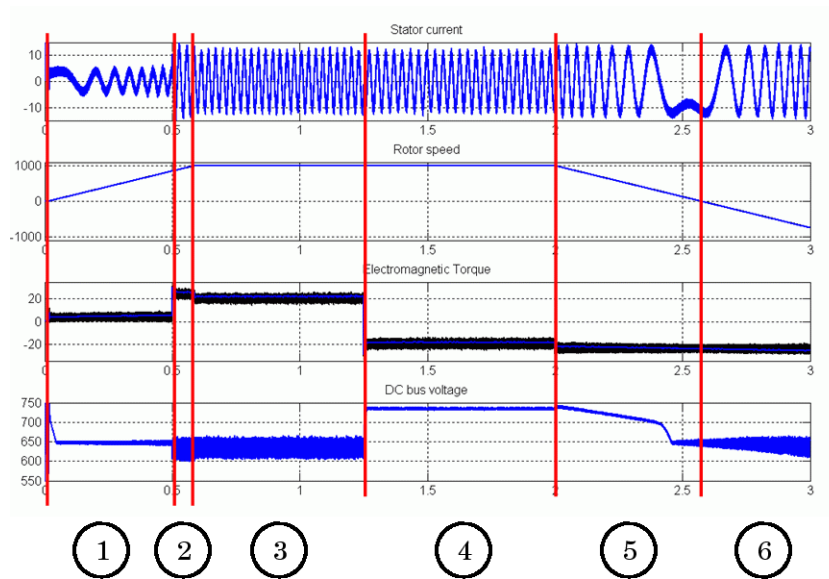 Stator current
10
0
-10
0 0.5 1 1.5 2 2.5 3
Rotor speed
1000
0
-1000
0 0.5 1 1.5 2 2.5 3
Electromagnetic Torque
20
0
-20
0 0.5 1 1.5 2 2.5 3
DC bus voltage
750
700
650
600
550
0 0.5 1 1.5 2 2.5 3
1 2 3 4 5 6